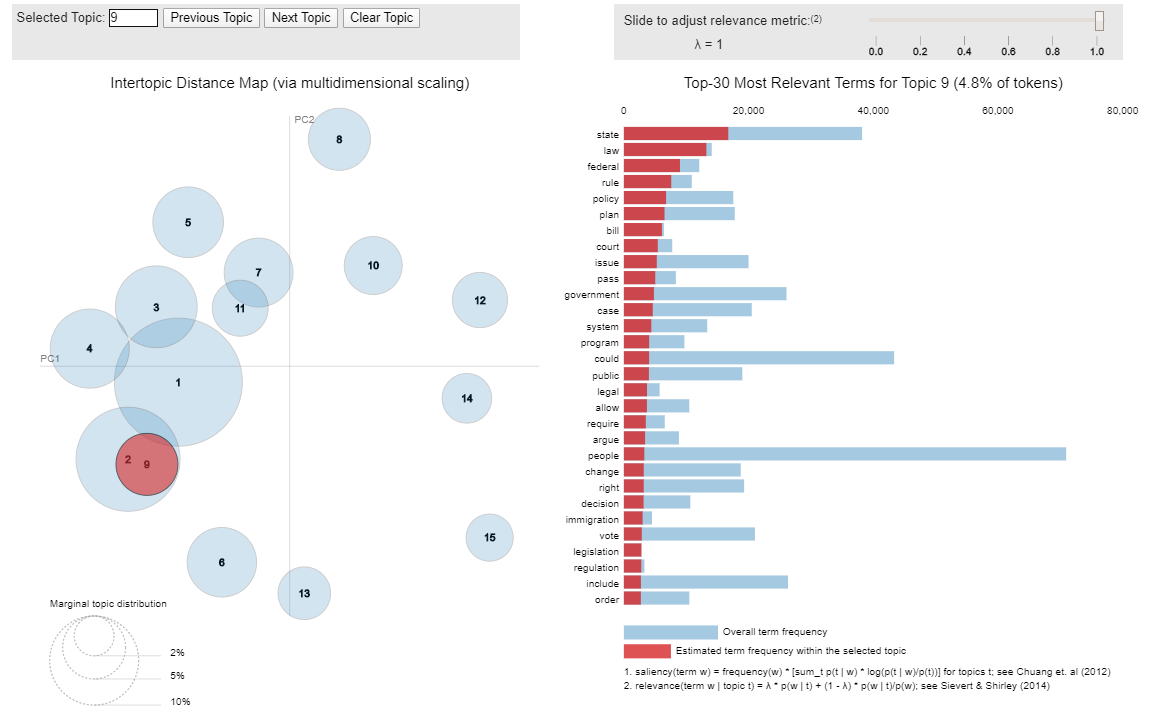 Selected Topic: 9 Previous Topic Next Topic Clear Topic
Slide to adjust relevance metric:(2)
λ = 1
0.0 0.2 0.4 0.6 0.8 1.0
Intertopic Distance Map (via multidimensional scaling)
PC2
PC1
8
5
7
10
3
11
12
4
1
14
2
9
15
6
13
Marginal topic distribution
2%
5%
10%
Top-30 Most Relevant Terms for Topic 9 (4.8% of tokens)
0 20,000 40,000 60,000 80,000
state
law
federal
rule
policy
plan
bill
court
issue
pass
government
case
system
program
could
public
legal
allow
require
argue
people
change
right
decision
immigration
vote
legislation
regulation
include
order
Overall term frequency
Estimated term frequency within the selected topic
1. saliency(term w) = frequency(w) * [sum_t p(t | w) * log(p(t | w)/p(t))] for topics t; see Chuang et. al (2012)
2. relevance(term w | topic t) = λ * p(w | t) + (1 - λ) * p(w | t)/p(w); see Sievert & Shirley (2014)